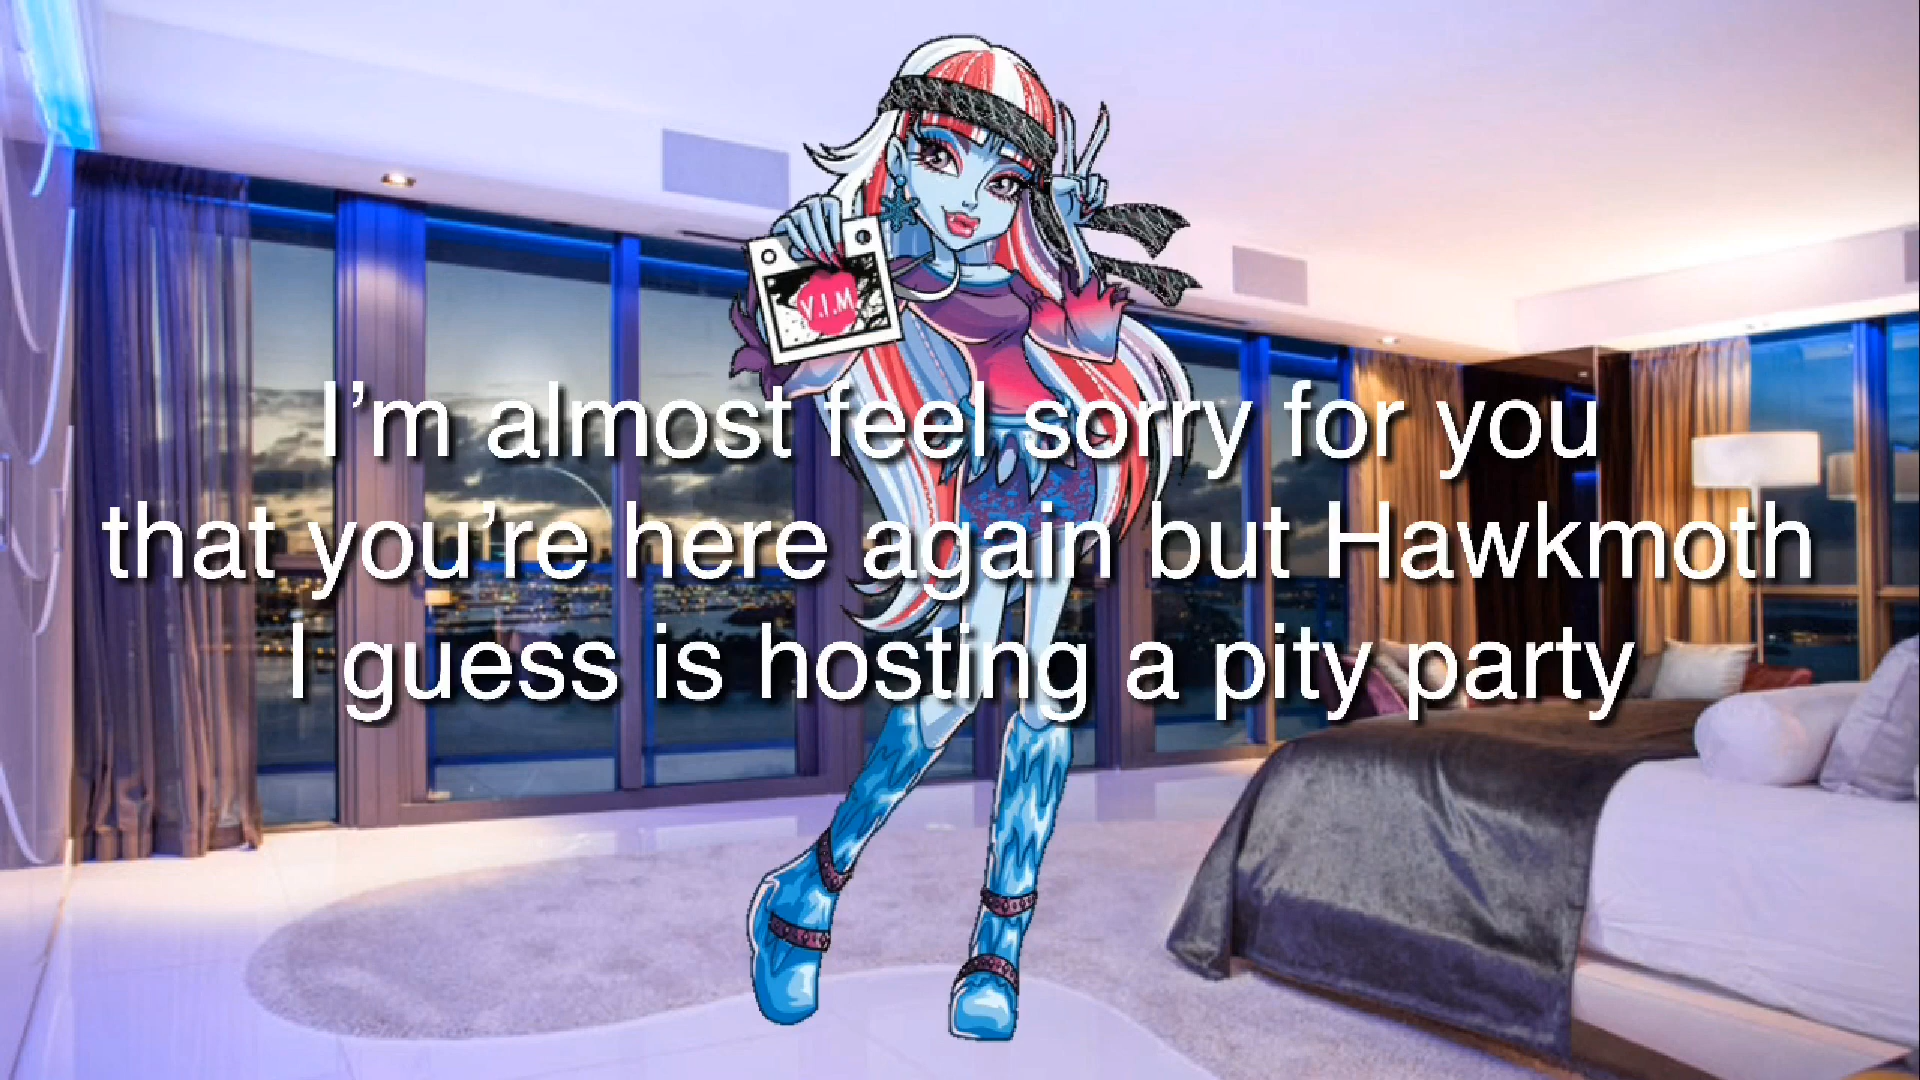 V.I.M
I'm almost feel sorry for you
that you're here again but Hawkmoth
I guess is hosting a pity party